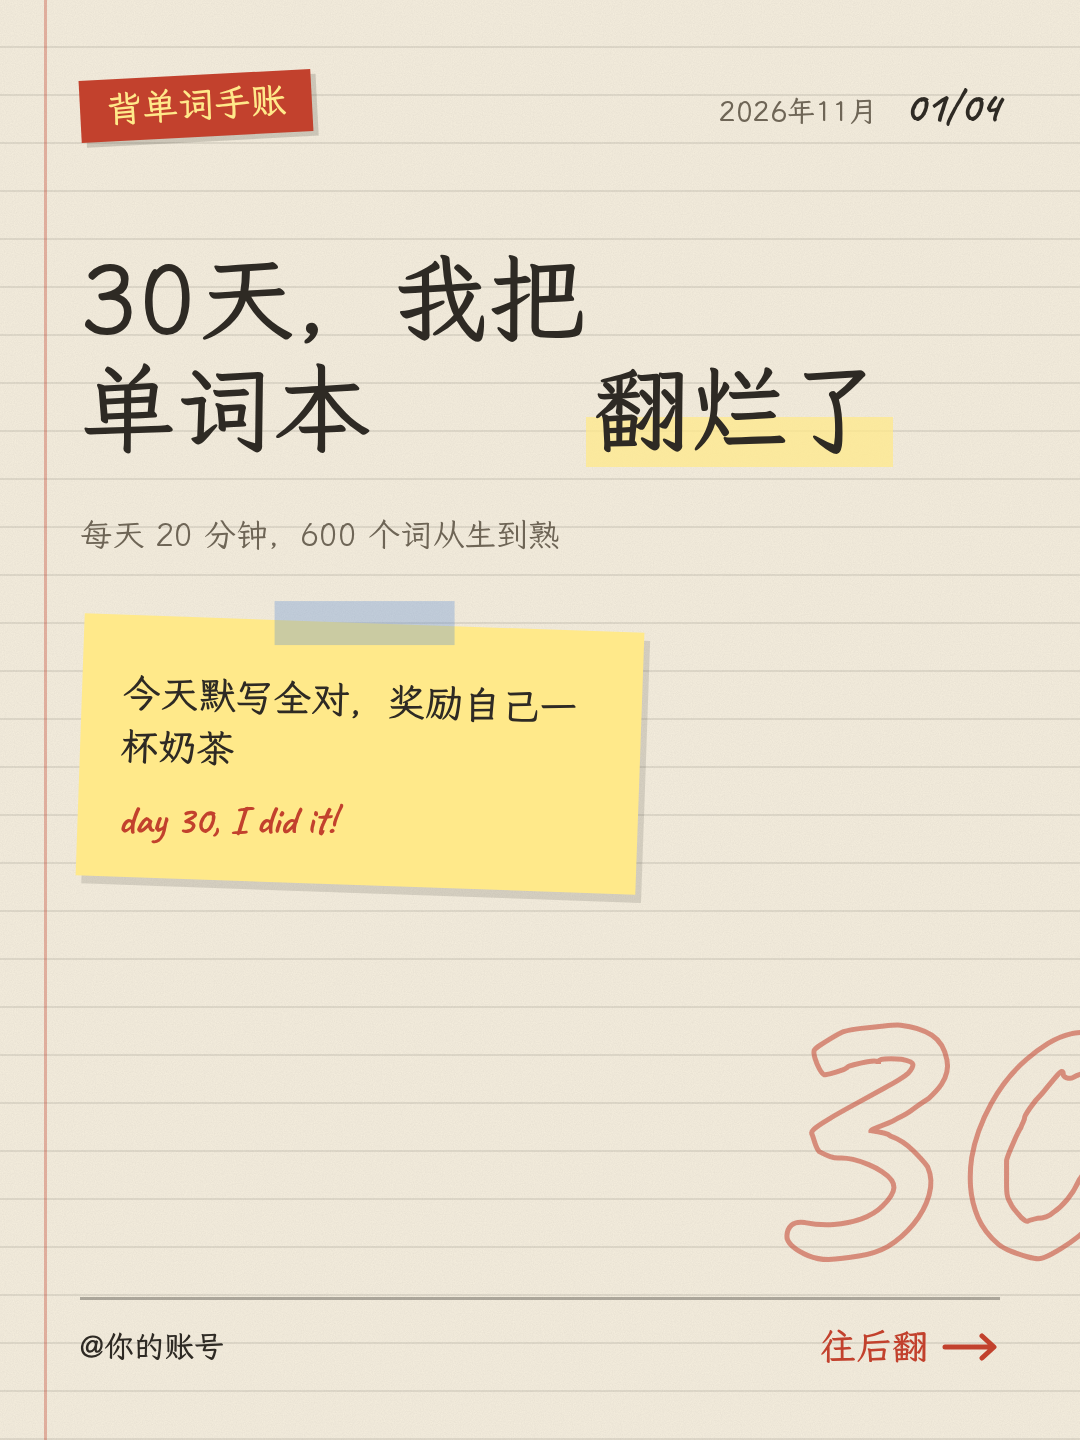 背单词手账
2026年11月 01/04
30天，我把
单词本 翻烂了
每天 20 分钟，600 个词从生到熟
今天默写全对，奖励自己一
杯奶茶
day 30, I did it!
30
@你的账号
往后翻 →